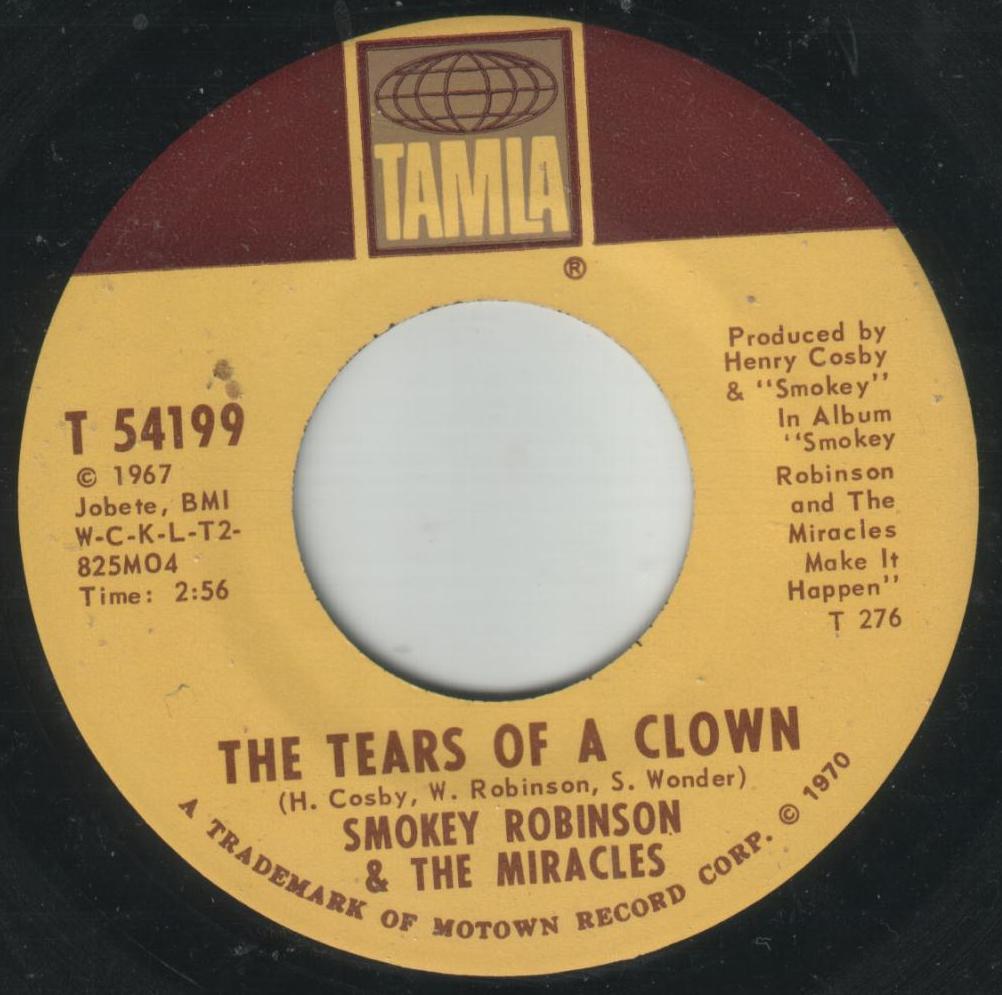 TAMLA
®
T 54199
© 1967
Jobete, BMI
W-C-K-L-T2-
825MO4
Time: 2:56
Produced by
Henry Cosby
& "Smokey"
In Album
"Smokey
Robinson
and The
Miracles
Make It
Happen"
T 276
THE TEARS OF A CLOWN
(H. Cosby, W. Robinson, S. Wonder)
SMOKEY ROBINSON
& THE MIRACLES
A TRADEMARK OF MOTOWN RECORD CORP. © 1970